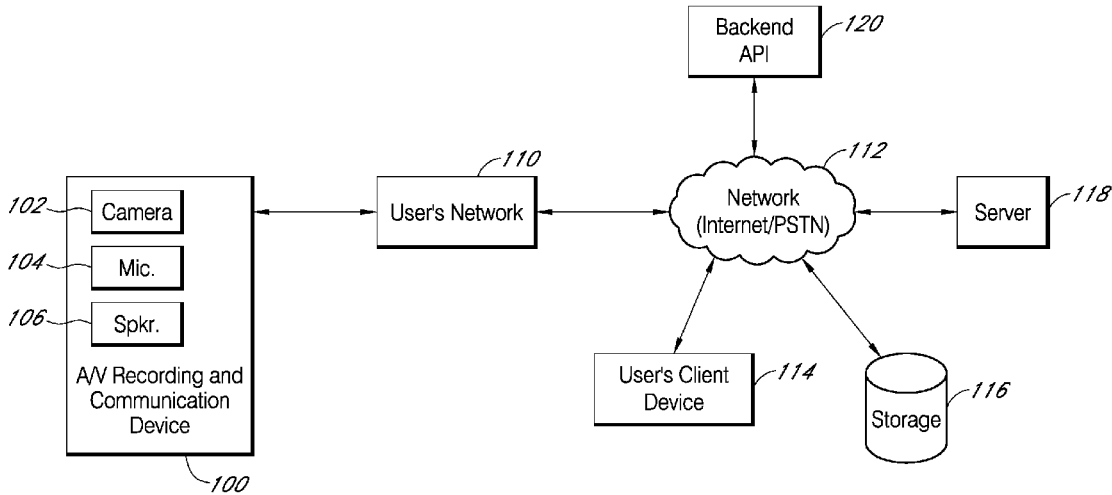 Backend
API
120
110
112
102
Camera
User's Network
Network
(Internet/PSTN)
Server
118
104
Mic.
106
Spkr.
A/V Recording and
Communication
Device
User's Client
Device
114
Storage
116
100